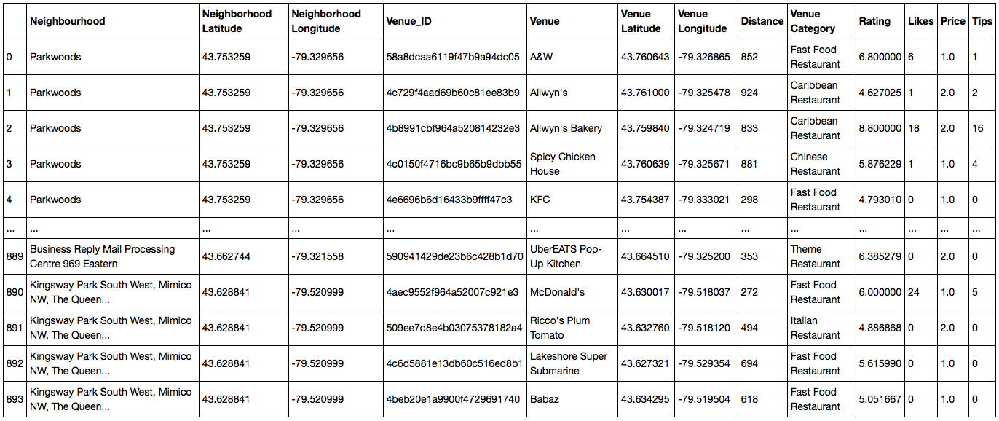 Neighbourhood Neighborhood Latitude Neighborhood Longitude Venue_ID Venue Venue Latitude Venue Longitude Distance Venue Category Rating Likes Price Tips
0 Parkwoods 43.753259 -79.329656 58a8dcaa6119f47b9a94dc05 A&W 43.760643 -79.326865 852 Fast Food Restaurant 6.800000 6 1.0 1
1 Parkwoods 43.753259 -79.329656 4c729f4aad69b60c81ee83b9 Allwyn's 43.761000 -79.325478 924 Caribbean Restaurant 4.627025 1 2.0 2
2 Parkwoods 43.753259 -79.329656 4b8991cbf964a520814232e3 Allwyn's Bakery 43.759840 -79.324719 833 Caribbean Restaurant 8.800000 18 2.0 16
3 Parkwoods 43.753259 -79.329656 4c0150f4716bc9b65b9dbb55 Spicy Chicken House 43.760639 -79.325671 881 Chinese Restaurant 5.876229 1 1.0 4
4 Parkwoods 43.753259 -79.329656 4e6696b6d16433b9ffff47c3 KFC 43.754387 -79.333021 298 Fast Food Restaurant 4.793010 0 1.0 0
... ... ... ... ... ... ... ... ... ... ... ... ... ...
889 Business Reply Mail Processing Centre 969 Eastern 43.662744 -79.321558 590941429de23b6c428b1d70 UberEATS Pop-Up Kitchen 43.664510 -79.325200 353 Theme Restaurant 6.385279 0 2.0 0
890 Kingsway Park South West, Mimico NW, The Queen... 43.628841 -79.520999 4aec9552f964a52007c921e3 McDonald's 43.630017 -79.518037 272 Fast Food Restaurant 6.000000 24 1.0 5
891 Kingsway Park South West, Mimico NW, The Queen... 43.628841 -79.520999 509ee7d8e4b03075378182a4 Ricco's Plum Tomato 43.632760 -79.518120 494 Italian Restaurant 4.886868 0 2.0 0
892 Kingsway Park South West, Mimico NW, The Queen... 43.628841 -79.520999 4c6d5881e13db60c516ed8b1 Lakeshore Super Submarine 43.627321 -79.529354 694 Fast Food Restaurant 5.615990 0 1.0 0
893 Kingsway Park South West, Mimico NW, The Queen... 43.628841 -79.520999 4beb20e1a9900f4729691740 Babaz 43.634295 -79.519504 618 Fast Food Restaurant 5.051667 0 1.0 0